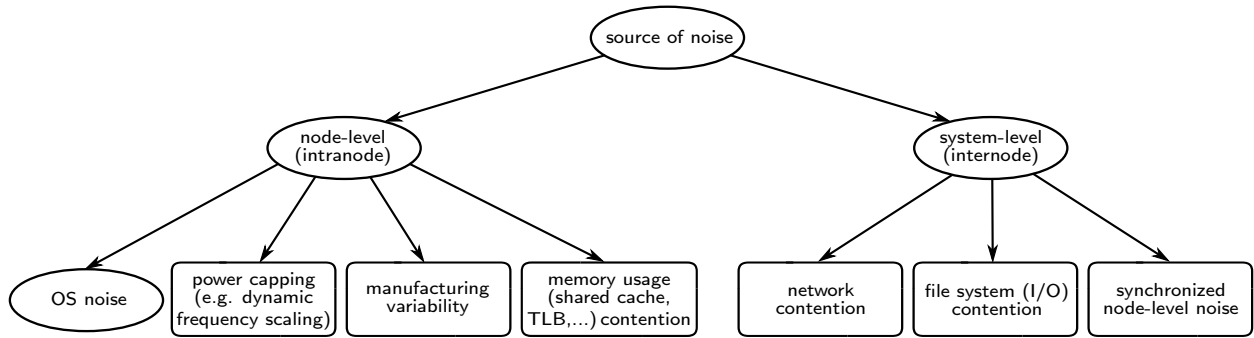 source of noise
node-level
(intranode)
system-level
(internode)
OS noise
power capping
(e.g. dynamic
frequency scaling)
manufacturing
variability
memory usage
(shared cache,
TLB,...) contention
network
contention
file system (I/O)
contention
synchronized
node-level noise